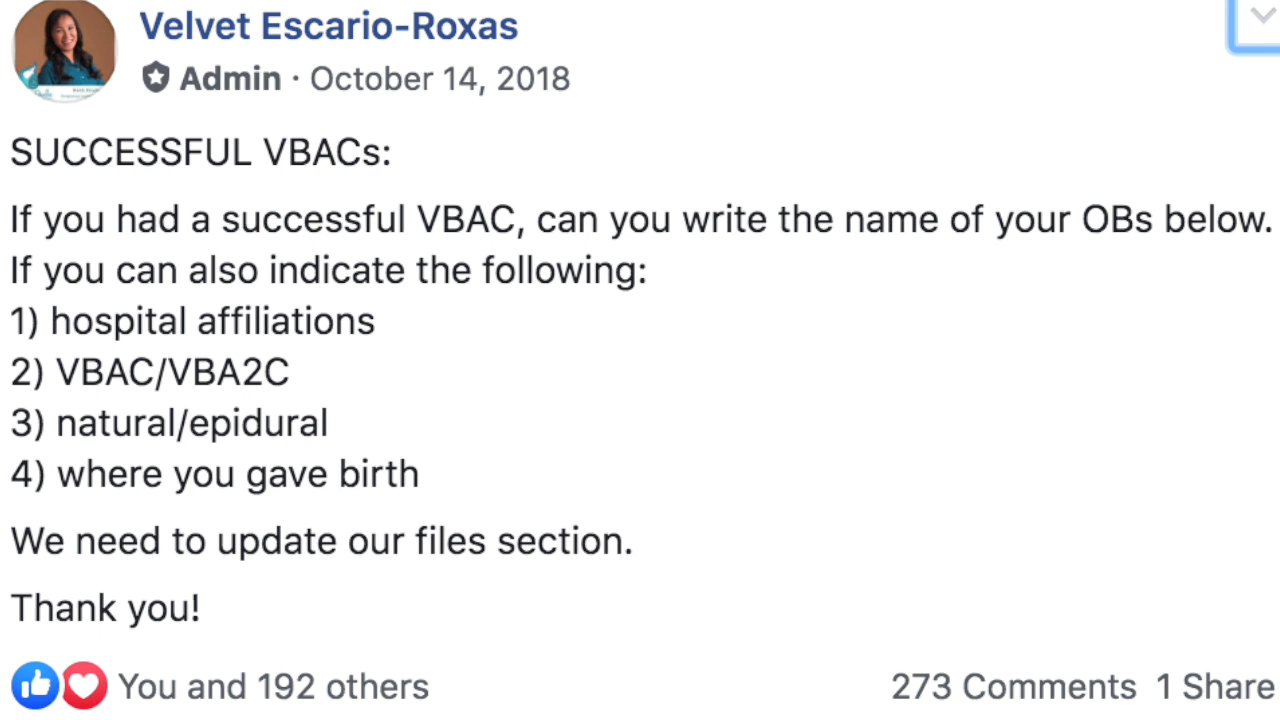 Velvet Escario-Roxas
Admin · October 14, 2018
SUCCESSFUL VBACs:
If you had a successful VBAC, can you write the name of your OBs below.
If you can also indicate the following:
1) hospital affiliations
2) VBAC/VBA2C
3) natural/epidural
4) where you gave birth
We need to update our files section.
Thank you!
You and 192 others 273 Comments 1 Share